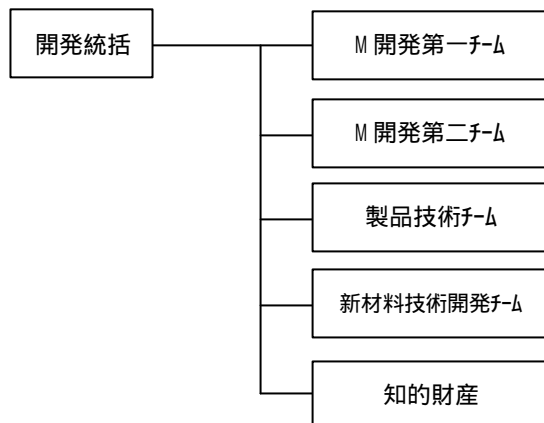 開発統括
M 開発第一ﾁｰﾑ
M 開発第二ﾁｰﾑ
製品技術ﾁｰﾑ
新材料技術開発ﾁｰﾑ
知的財産